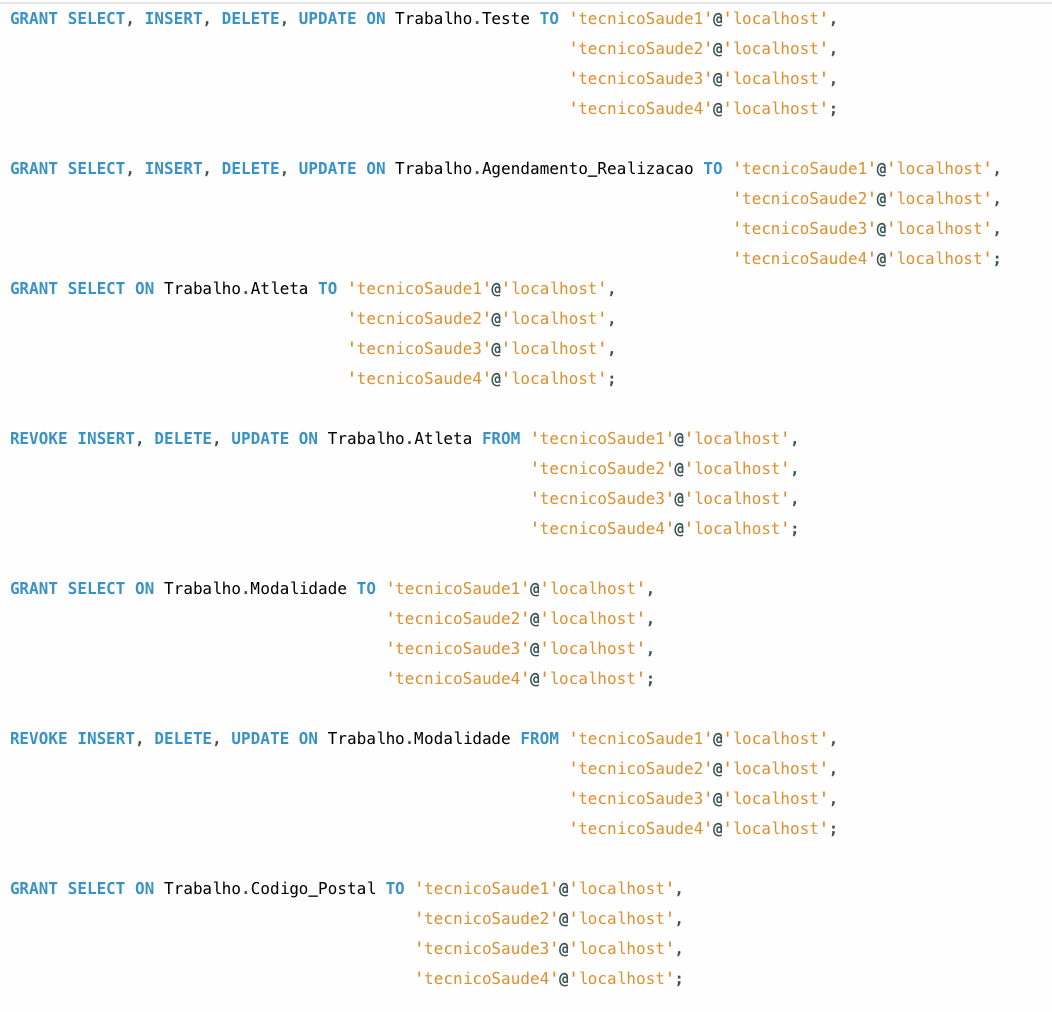 GRANT SELECT, INSERT, DELETE, UPDATE ON Trabalho.Teste TO 'tecnicoSaude1'@'localhost',
'tecnicoSaude2'@'localhost',
'tecnicoSaude3'@'localhost',
'tecnicoSaude4'@'localhost';
GRANT SELECT, INSERT, DELETE, UPDATE ON Trabalho.Agendamento_Realizacao TO 'tecnicoSaude1'@'localhost',
'tecnicoSaude2'@'localhost',
'tecnicoSaude3'@'localhost',
'tecnicoSaude4'@'localhost';
GRANT SELECT ON Trabalho.Atleta TO 'tecnicoSaude1'@'localhost',
'tecnicoSaude2'@'localhost',
'tecnicoSaude3'@'localhost',
'tecnicoSaude4'@'localhost';
REVOKE INSERT, DELETE, UPDATE ON Trabalho.Atleta FROM 'tecnicoSaude1'@'localhost',
'tecnicoSaude2'@'localhost',
'tecnicoSaude3'@'localhost',
'tecnicoSaude4'@'localhost';
GRANT SELECT ON Trabalho.Modalidade TO 'tecnicoSaude1'@'localhost',
'tecnicoSaude2'@'localhost',
'tecnicoSaude3'@'localhost',
'tecnicoSaude4'@'localhost';
REVOKE INSERT, DELETE, UPDATE ON Trabalho.Modalidade FROM 'tecnicoSaude1'@'localhost',
'tecnicoSaude2'@'localhost',
'tecnicoSaude3'@'localhost',
'tecnicoSaude4'@'localhost';
GRANT SELECT ON Trabalho.Codigo_Postal TO 'tecnicoSaude1'@'localhost',
'tecnicoSaude2'@'localhost',
'tecnicoSaude3'@'localhost',
'tecnicoSaude4'@'localhost';